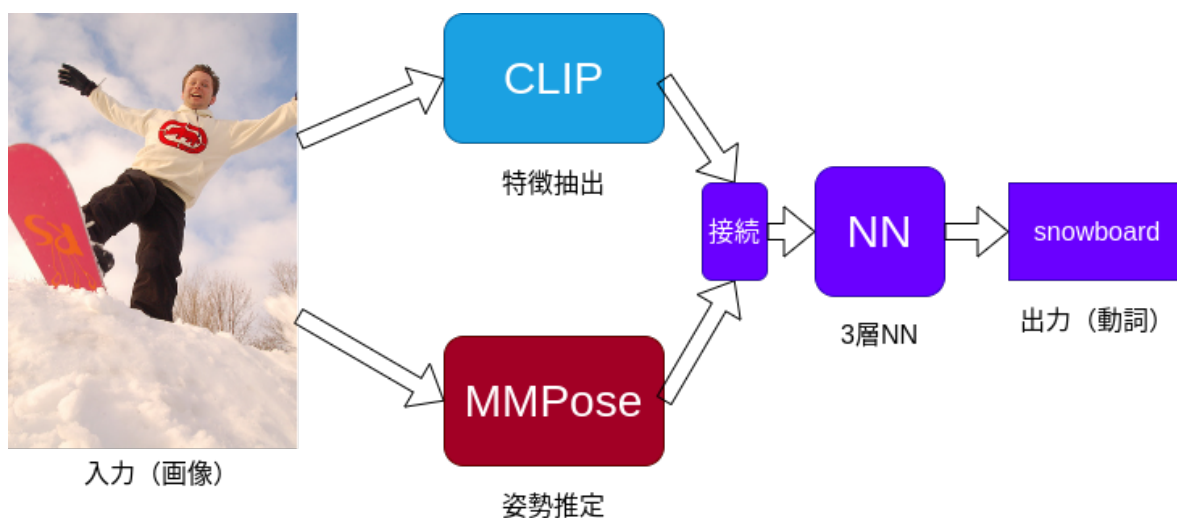 CLIP
特徴抽出
接続
NN
3層NN
snowboard
出力（動詞）
MMPose
姿勢推定
入力（画像）